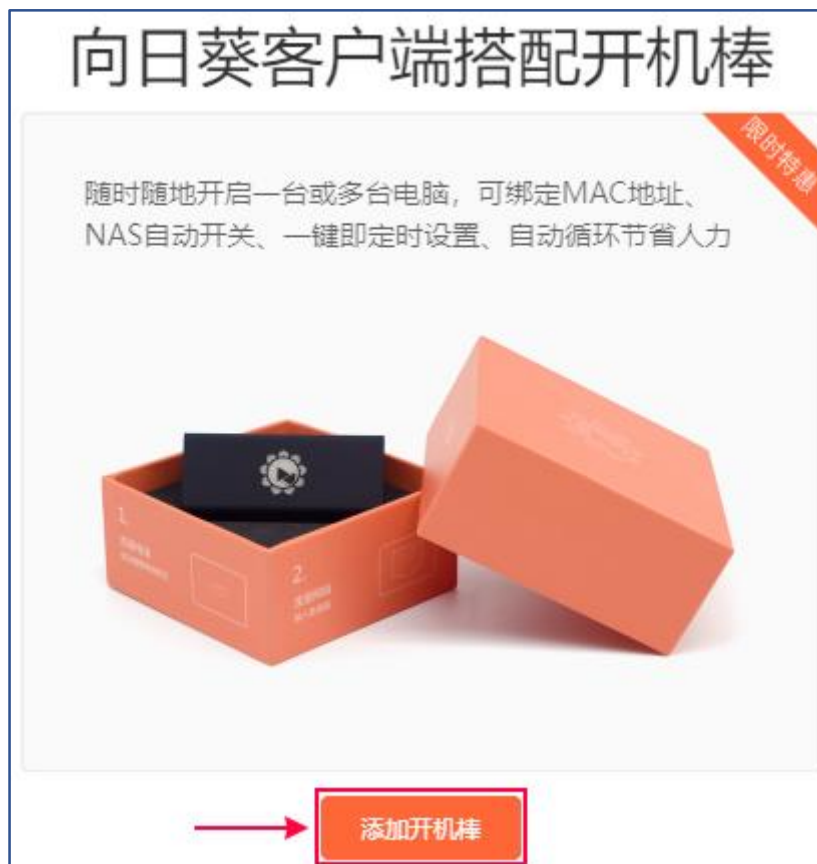 向日葵客户端搭配开机棒
限时特惠
随时随地开启一台或多台电脑，可绑定MAC地址、
NAS自动开关、一键即定时设置、自动循环节省人力
1.
2.
添加开机棒